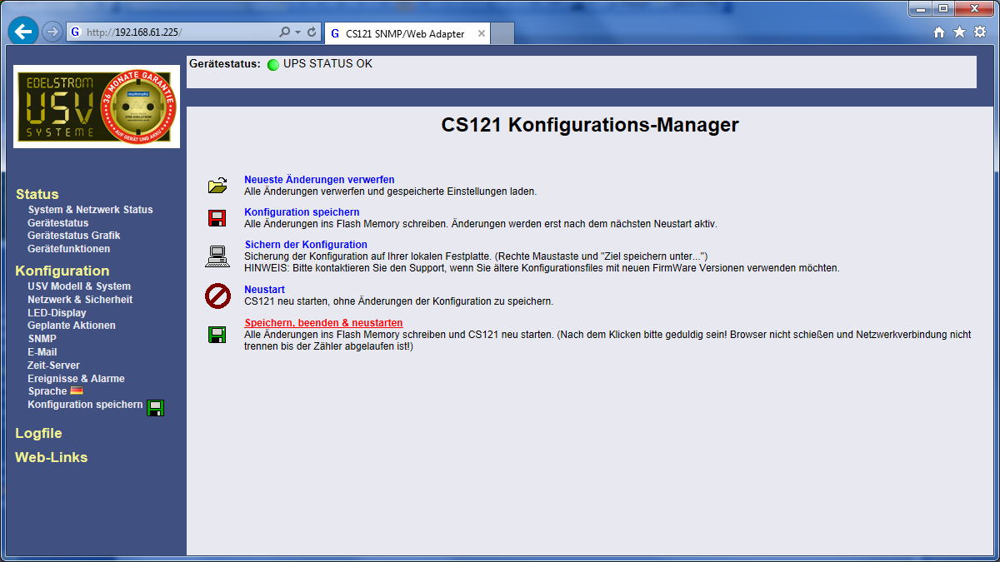 G http://192.168.61.225/
G CS121 SNMP/Web Adapter
EDELSTROM
USV
SYSTEME
36 MONATE GARANTIE
multimatic
AUF GERÄT UND AKKU
Gerätestatus: UPS STATUS OK
CS121 Konfigurations-Manager
Status
System & Netzwerk Status
Gerätestatus
Gerätestatus Grafik
Gerätefunktionen
Konfiguration
USV Modell & System
Netzwerk & Sicherheit
LED-Display
Geplante Aktionen
SNMP
E-Mail
Zeit-Server
Ereignisse & Alarme
Sprache
Konfiguration speichern
Logfile
Web-Links
Neueste Änderungen verwerfen
Alle Änderungen verwerfen und gespeicherte Einstellungen laden.
Konfiguration speichern
Alle Änderungen ins Flash Memory schreiben. Änderungen werden erst nach dem nächsten Neustart aktiv.
Sichern der Konfiguration
Sicherung der Konfiguration auf Ihrer lokalen Festplatte. (Rechte Maustaste und "Ziel speichern unter...")
HINWEIS: Bitte kontaktieren Sie den Support, wenn Sie ältere Konfigurationsfiles mit neuen FirmWare Versionen verwenden möchten.
Neustart
CS121 neu starten, ohne Änderungen der Konfiguration zu speichern.
Speichern, beenden & neustarten
Alle Änderungen ins Flash Memory schreiben und CS121 neu starten. (Nach dem Klicken bitte geduldig sein! Browser nicht schießen und Netzwerkverbindung nicht
trennen bis der Zähler abgelaufen ist!)